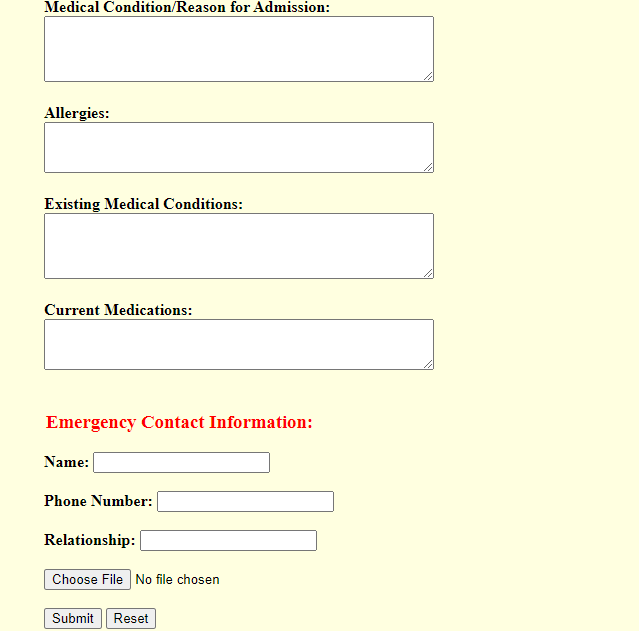 Medical Condition/Reason for Admission:
Allergies:
Existing Medical Conditions:
Current Medications:
Emergency Contact Information:
Name:
Phone Number:
Relationship:
Choose File No file chosen
Submit Reset